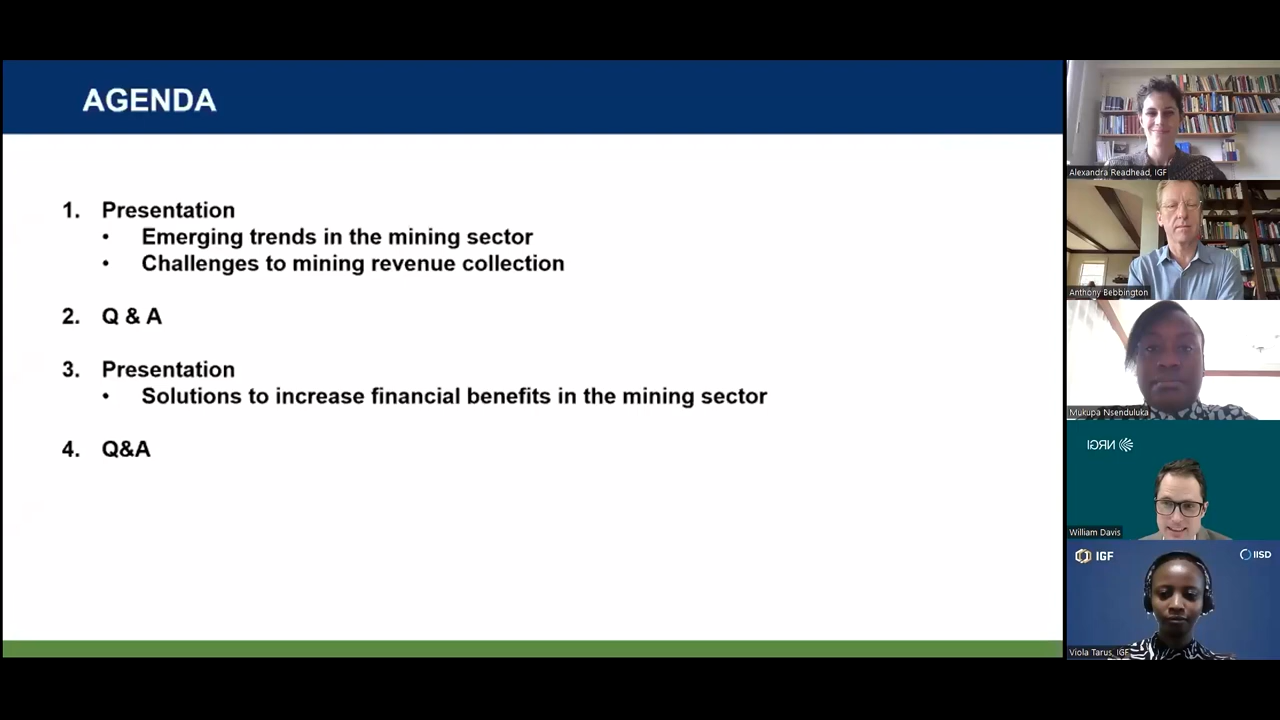 AGENDA
1. Presentation
• Emerging trends in the mining sector
• Challenges to mining revenue collection
2. Q & A
3. Presentation
• Solutions to increase financial benefits in the mining sector
4. Q&A
Alexandra Readhead, IGF
Anthony Bebbington
Mukupa Nsenduluka
NRGI
William Davis
IGF
IISD
Viola Tarus, IGF